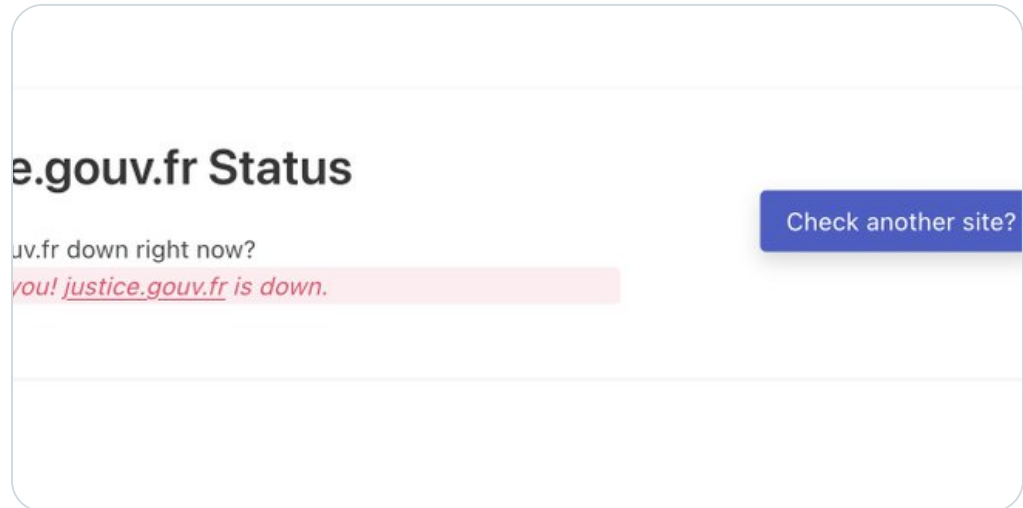 e.gouv.fr Status
Check another site?
uv.fr down right now?
you! justice.gouv.fr is down.